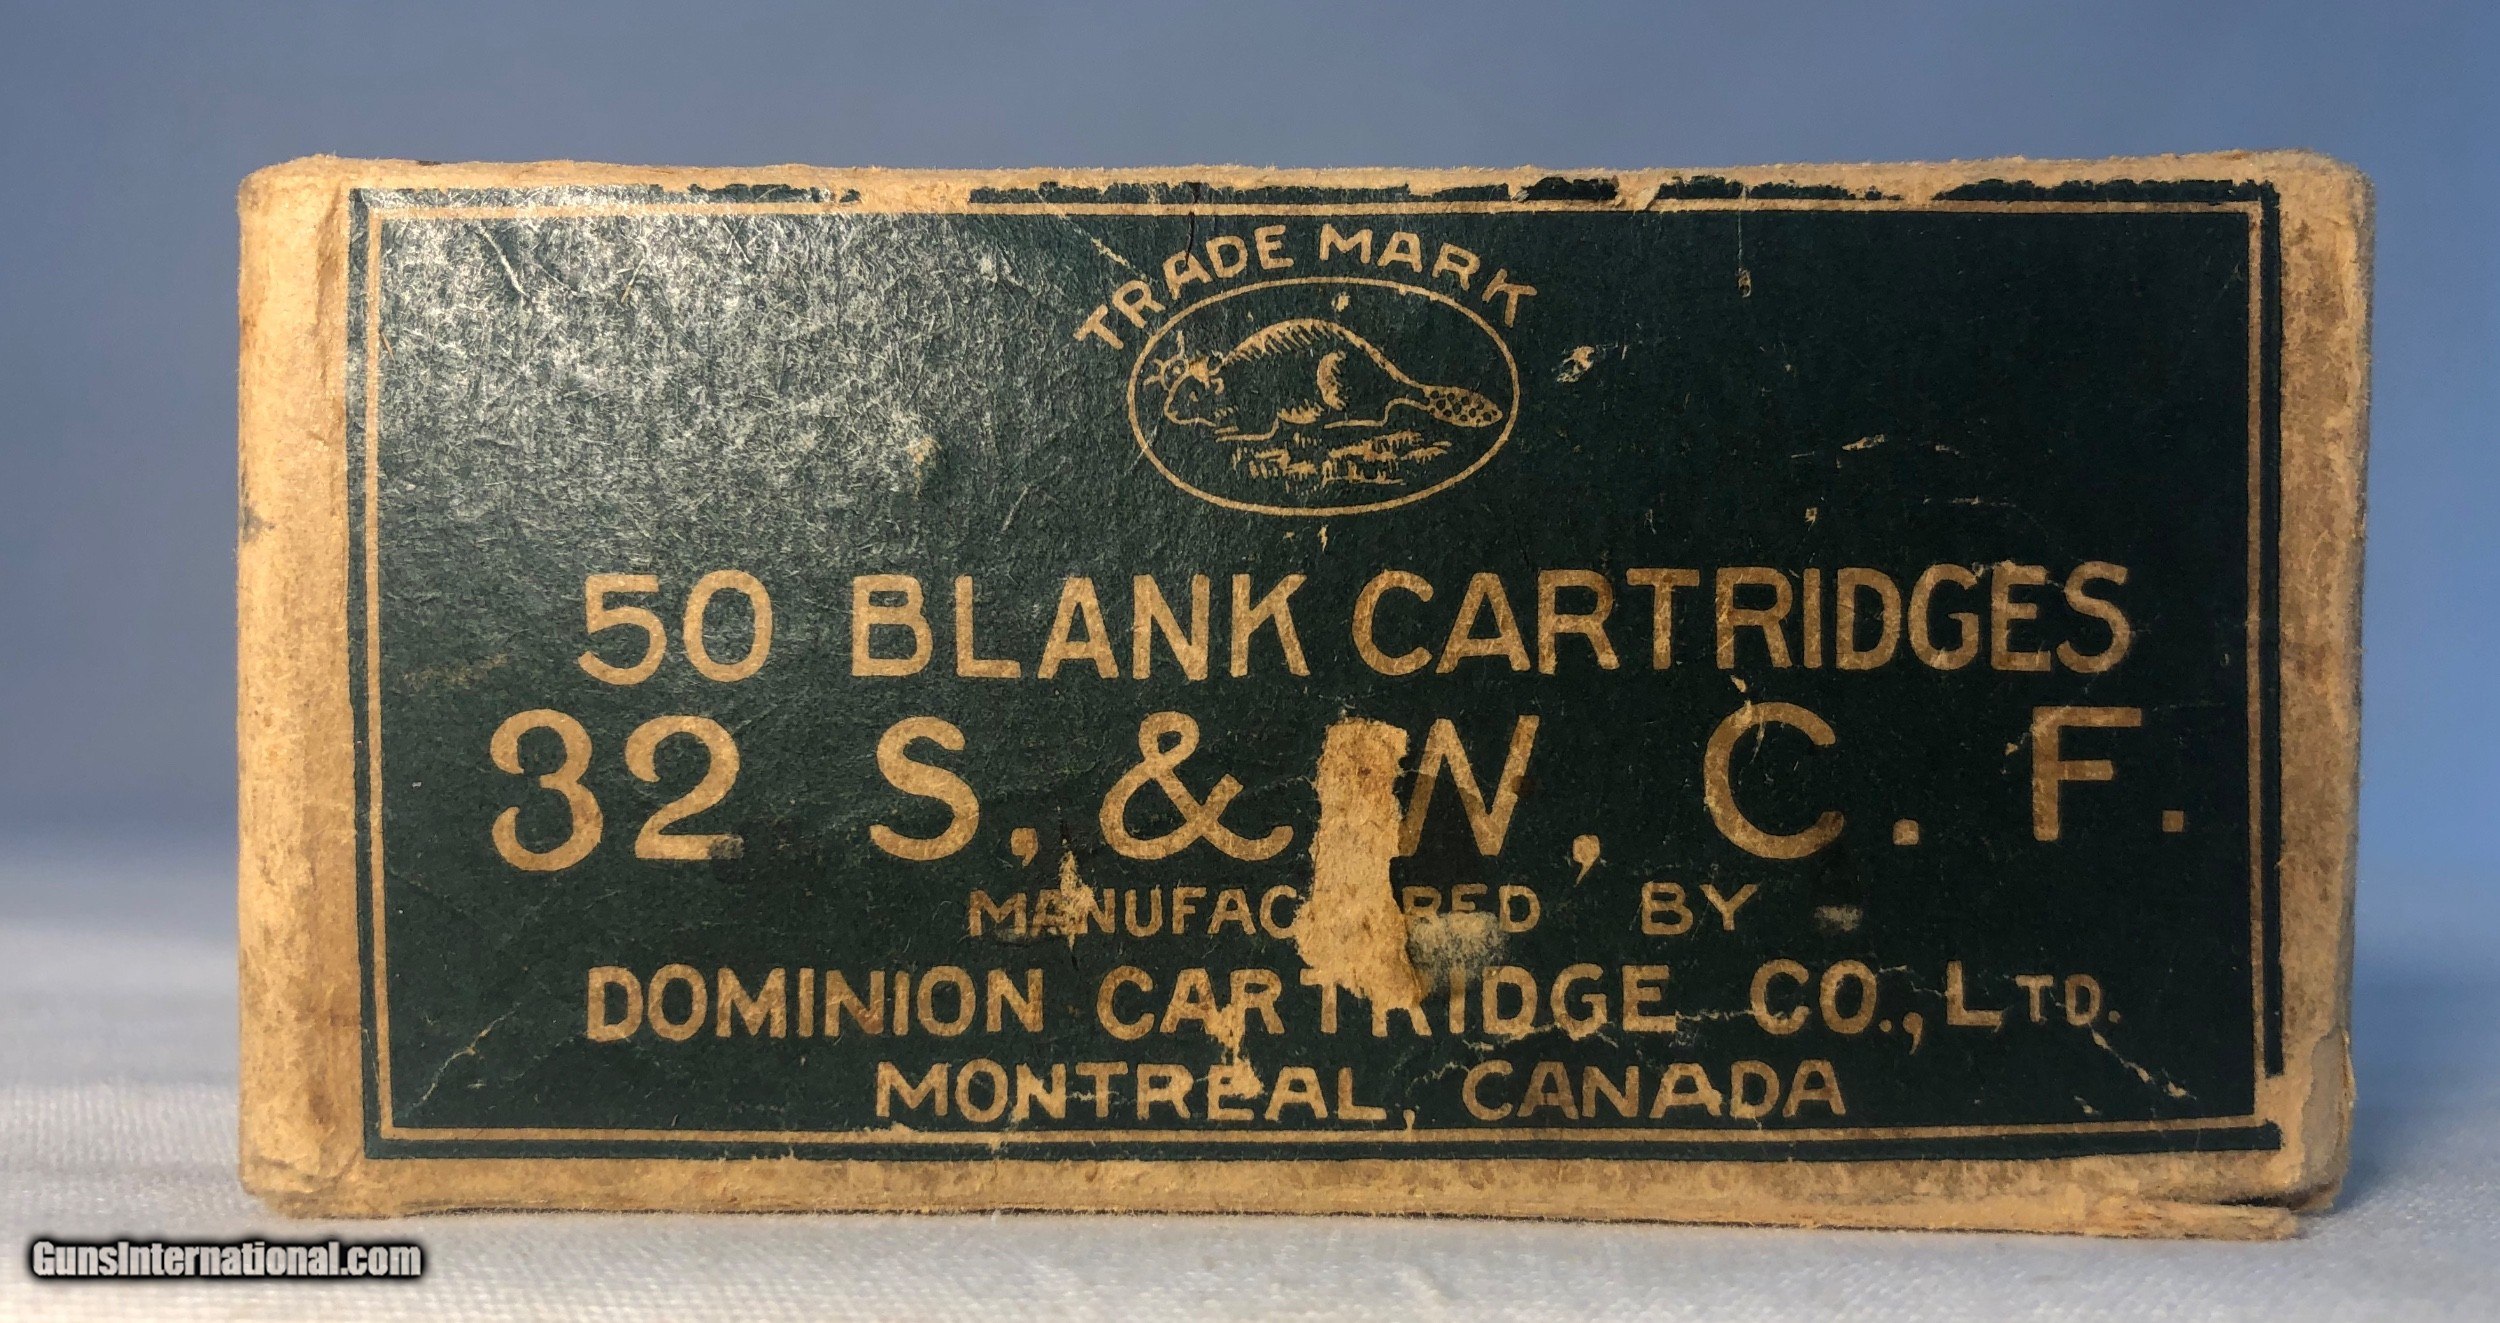 TRADE MARK
50 BLANK CARTRIDGES
32 S, & W, C. F.
BY
DOMINION CARTRIDGE CO., LTD.
MONTREAL, CANADA
GunsInternational.com